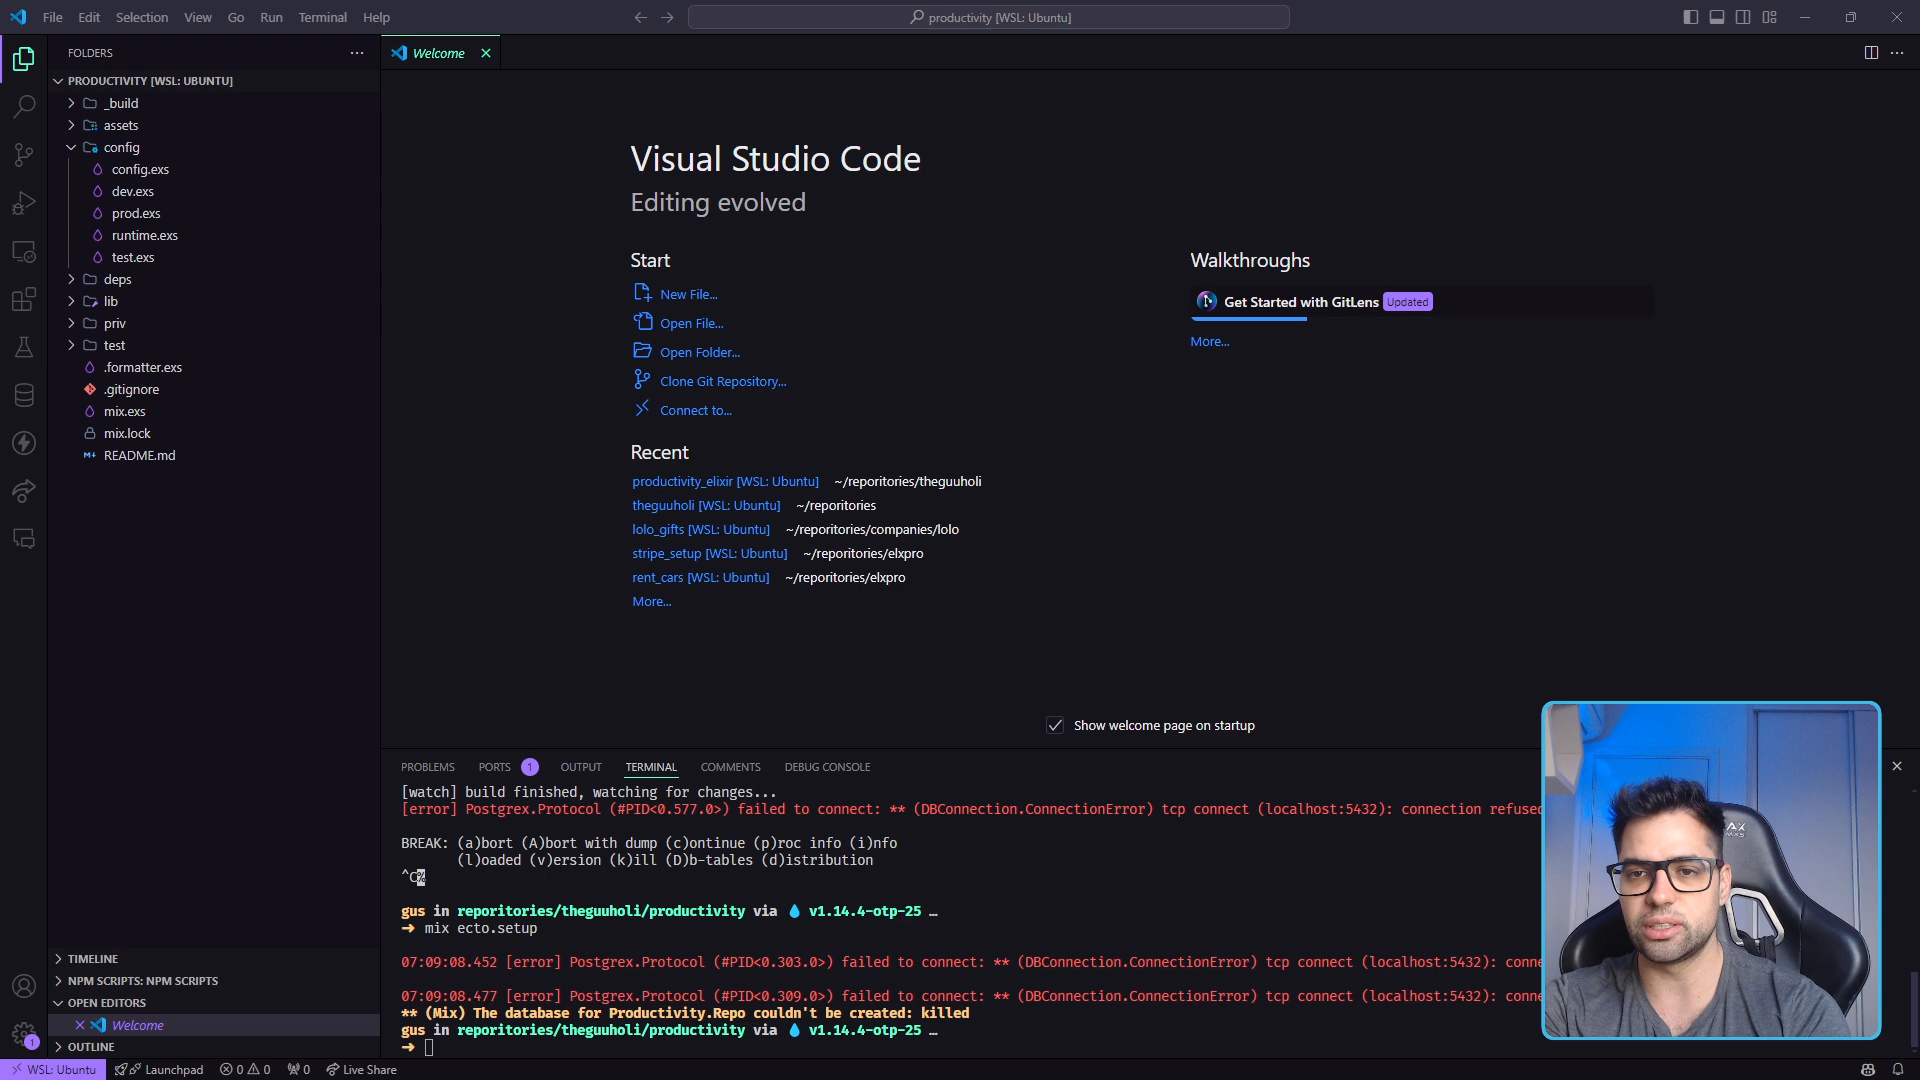 File Edit Selection View Go Run Terminal Help
productivity [WSL: Ubuntu]
FOLDERS
Welcome
PRODUCTIVITY [WSL: UBUNTU]
_build
assets
config
config.exs
dev.exs
prod.exs
runtime.exs
test.exs
deps
lib
priv
test
.formatter.exs
.gitignore
mix.exs
mix.lock
README.md
TIMELINE
NPM SCRIPTS: NPM SCRIPTS
OPEN EDITORS
Welcome
OUTLINE
Visual Studio Code
Editing evolved
Start
New File...
Open File...
Open Folder...
Clone Git Repository...
Connect to...
Recent
productivity_elixir [WSL: Ubuntu] ~/reporitories/theguuholi
theguuholi [WSL: Ubuntu] ~/reporitories
lolo_gifts [WSL: Ubuntu] ~/reporitories/companies/lolo
stripe_setup [WSL: Ubuntu] ~/reporitories/elxpro
rent_cars [WSL: Ubuntu] ~/reporitories/elxpro
More...
Walkthroughs
Get Started with GitLens Updated
More...
Show welcome page on startup
PROBLEMS PORTS 1 OUTPUT TERMINAL COMMENTS DEBUG CONSOLE
[watch] build finished, watching for changes...
[error] Postgrex.Protocol (#PID<0.577.0>) failed to connect: ** (DBConnection.ConnectionError) tcp connect (localhost:5432): connection refused
BREAK: (a)bort (A)bort with dump (c)ontinue (p)roc info (i)nfo
(l)oaded (v)ersion (k)ill (D)b-tables (d)istribution
^C%
gus in reporitories/theguuholi/productivity via v1.14.4-otp-25 …
➜ mix ecto.setup
07:09:08.452 [error] Postgrex.Protocol (#PID<0.303.0>) failed to connect: ** (DBConnection.ConnectionError) tcp connect (localhost:5432): conne
07:09:08.477 [error] Postgrex.Protocol (#PID<0.309.0>) failed to connect: ** (DBConnection.ConnectionError) tcp connect (localhost:5432): conne
** (Mix) The database for Productivity.Repo couldn't be created: killed
gus in reporitories/theguuholi/productivity via v1.14.4-otp-25 …
➜
1
WSL: Ubuntu Launchpad 0 0 0 Live Share